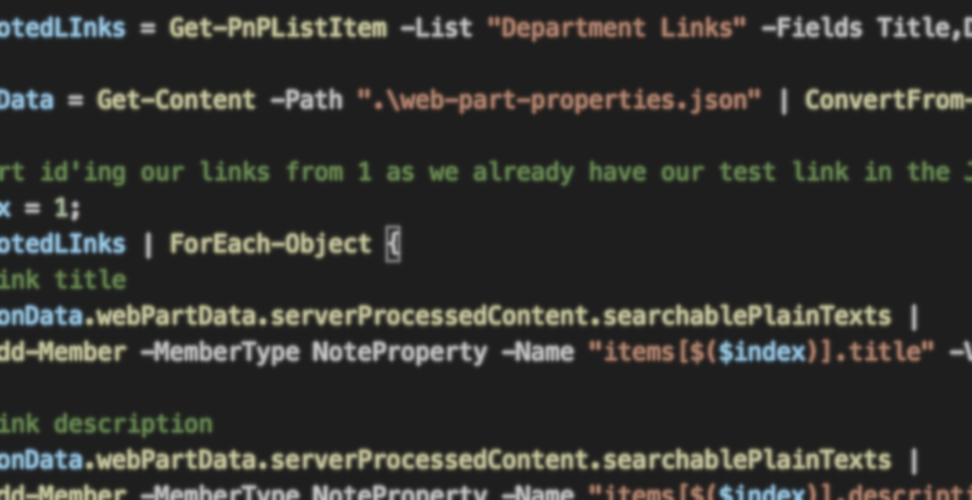 otedLInks = Get-PnPListItem -List "Department Links" -Fields Title,D
Data = Get-Content -Path ".\web-part-properties.json" | ConvertFrom-
rt id'ing our links from 1 as we already have our test link in the J
x = 1;
otedLInks | ForEach-Object {
ink title
onData.webPartData.serverProcessedContent.searchablePlainTexts |
dd-Member -MemberType NoteProperty -Name "items[$($index)].title" -V
ink description
onData.webPartData.serverProcessedContent.searchablePlainTexts |
dd-Member -MemberType NoteProperty -Name "items[$($index)].descripti